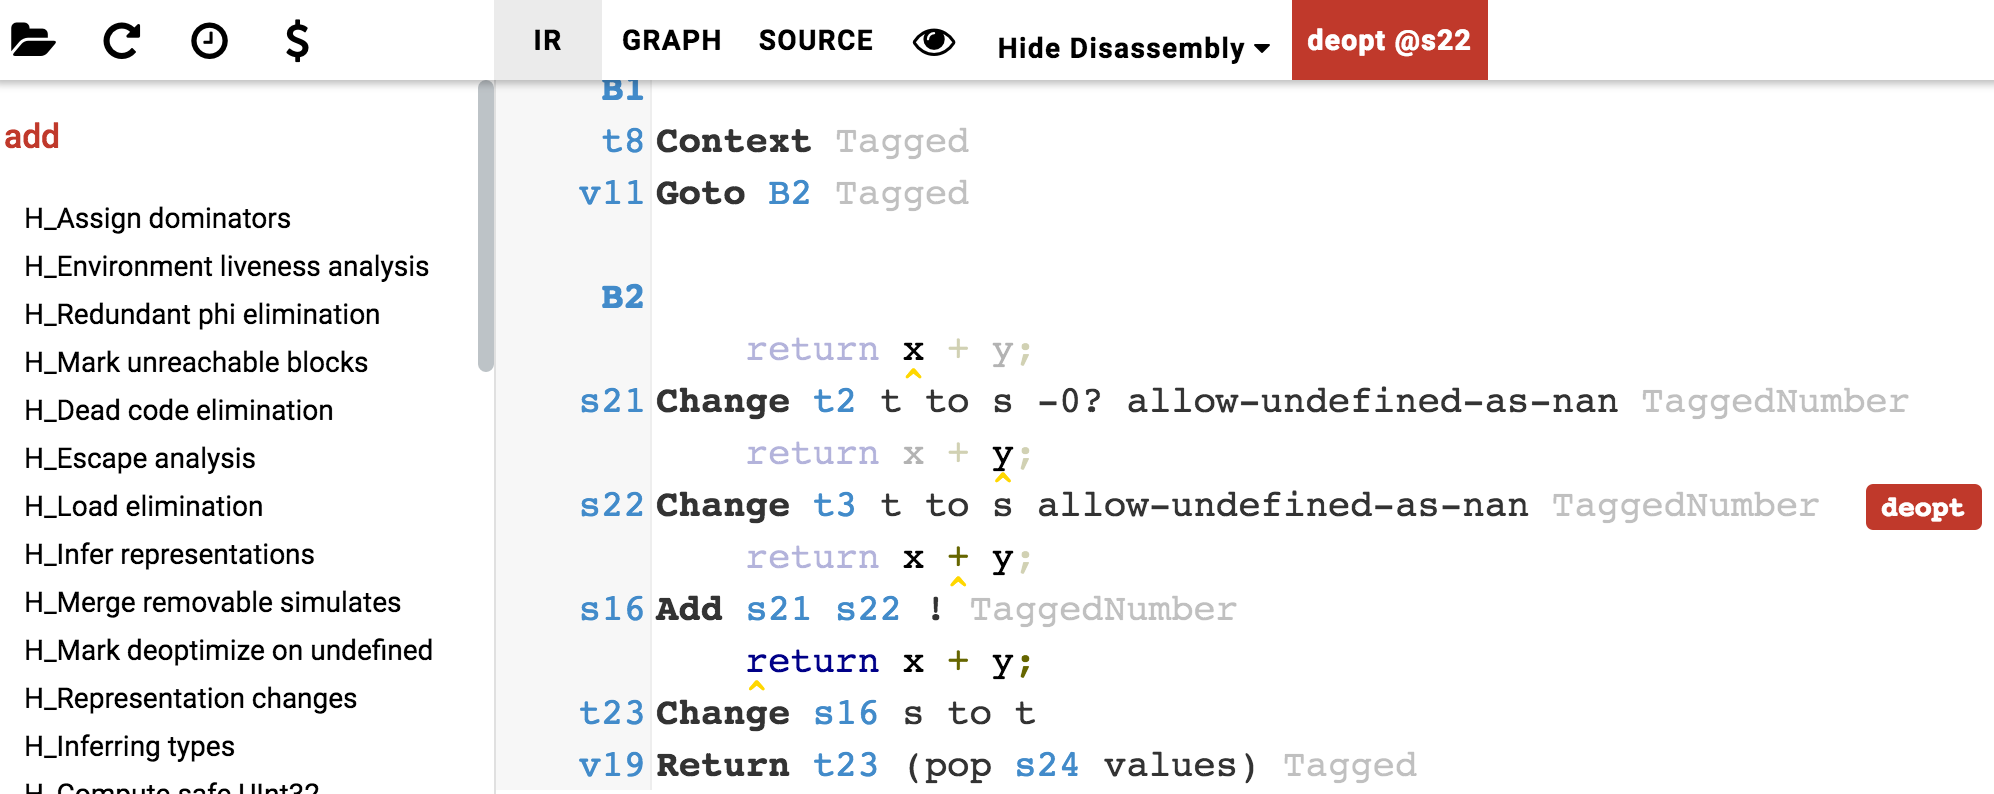 IR GRAPH SOURCE Hide Disassembly deopt @s22
add
H_Assign dominators
H_Environment liveness analysis
H_Redundant phi elimination
H_Mark unreachable blocks
H_Dead code elimination
H_Escape analysis
H_Load elimination
H_Infer representations
H_Merge removable simulates
H_Mark deoptimize on undefined
H_Representation changes
H_Inferring types
H_Compute safe UInt32
B1
t8 Context Tagged
v11 Goto B2 Tagged
B2
return x + y;
s21 Change t2 t to s -0? allow-undefined-as-nan TaggedNumber
return x + y;
s22 Change t3 t to s allow-undefined-as-nan TaggedNumber deopt
return x + y;
s16 Add s21 s22 ! TaggedNumber
return x + y;
t23 Change s16 s to t
v19 Return t23 (pop s24 values) Tagged